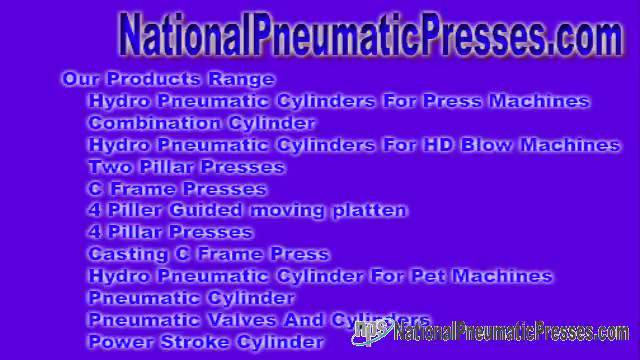 NationalPneumaticPresses.com
Our Products Range
Hydro Pneumatic Cylinders For Press Machines
Combination Cylinder
Hydro Pneumatic Cylinders For HD Blow Machines
Two Pillar Presses
C Frame Presses
4 Piller Guided moving platten
4 Pillar Presses
Casting C Frame Press
Hydro Pneumatic Cylinder For Pet Machines
Pneumatic Cylinder
Pneumatic Valves And Cylinders
NationalPneumaticPresses.com
Power Stroke Cylinder